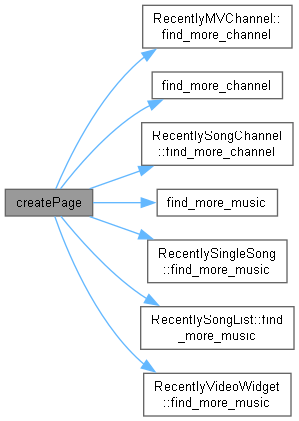 RecentlyMVChannel::
find_more_channel
find_more_channel
RecentlySongChannel
::find_more_channel
createPage
find_more_music
RecentlySingleSong
::find_more_music
RecentlySongList::find
_more_music
RecentlyVideoWidget
::find_more_music